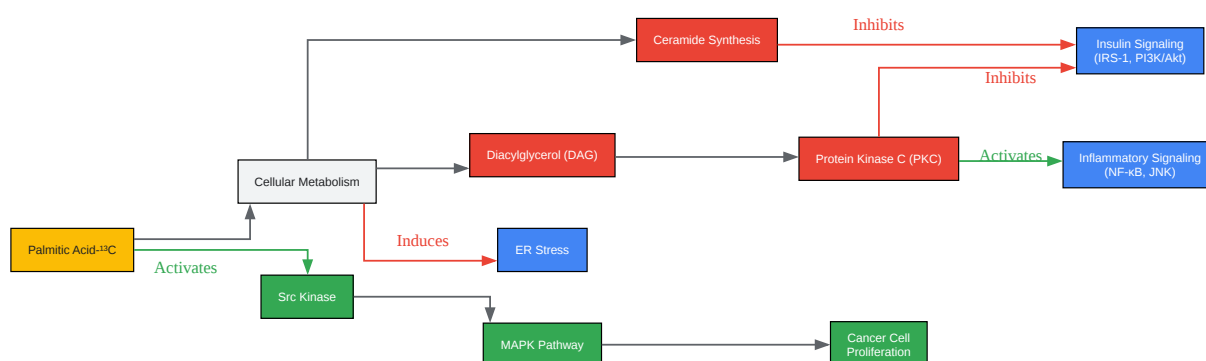 Inhibits
Ceramide Synthesis
Insulin Signaling
(IRS-1, PI3K/Akt)
Inhibits
Diacylglycerol (DAG)
Protein Kinase C (PKC)
Activates
Inflammatory Signaling
(NF-κB, JNK)
Cellular Metabolism
Palmitic Acid-¹³C
Induces
ER Stress
Activates
Src Kinase
MAPK Pathway
Cancer Cell
Proliferation